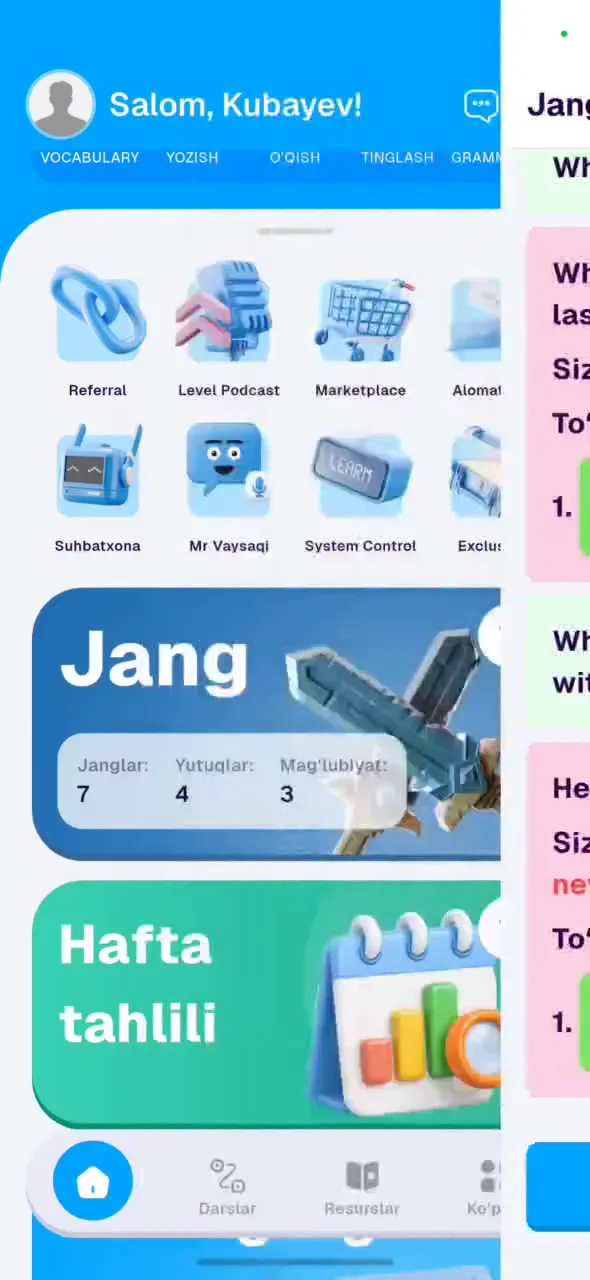 Salom, Kubayev!
VOCABULARY YOZISH O'QISH TINGLASH
Referral Level Podcast Marketplace
LEARN
Suhbatxona Mr Vaysaqi System Control
Jang
Janglar: Yutuqlar: Mag'lubiyat:
7 4 3
Hafta
tahlili
Darslar Resurslar
1.
1.